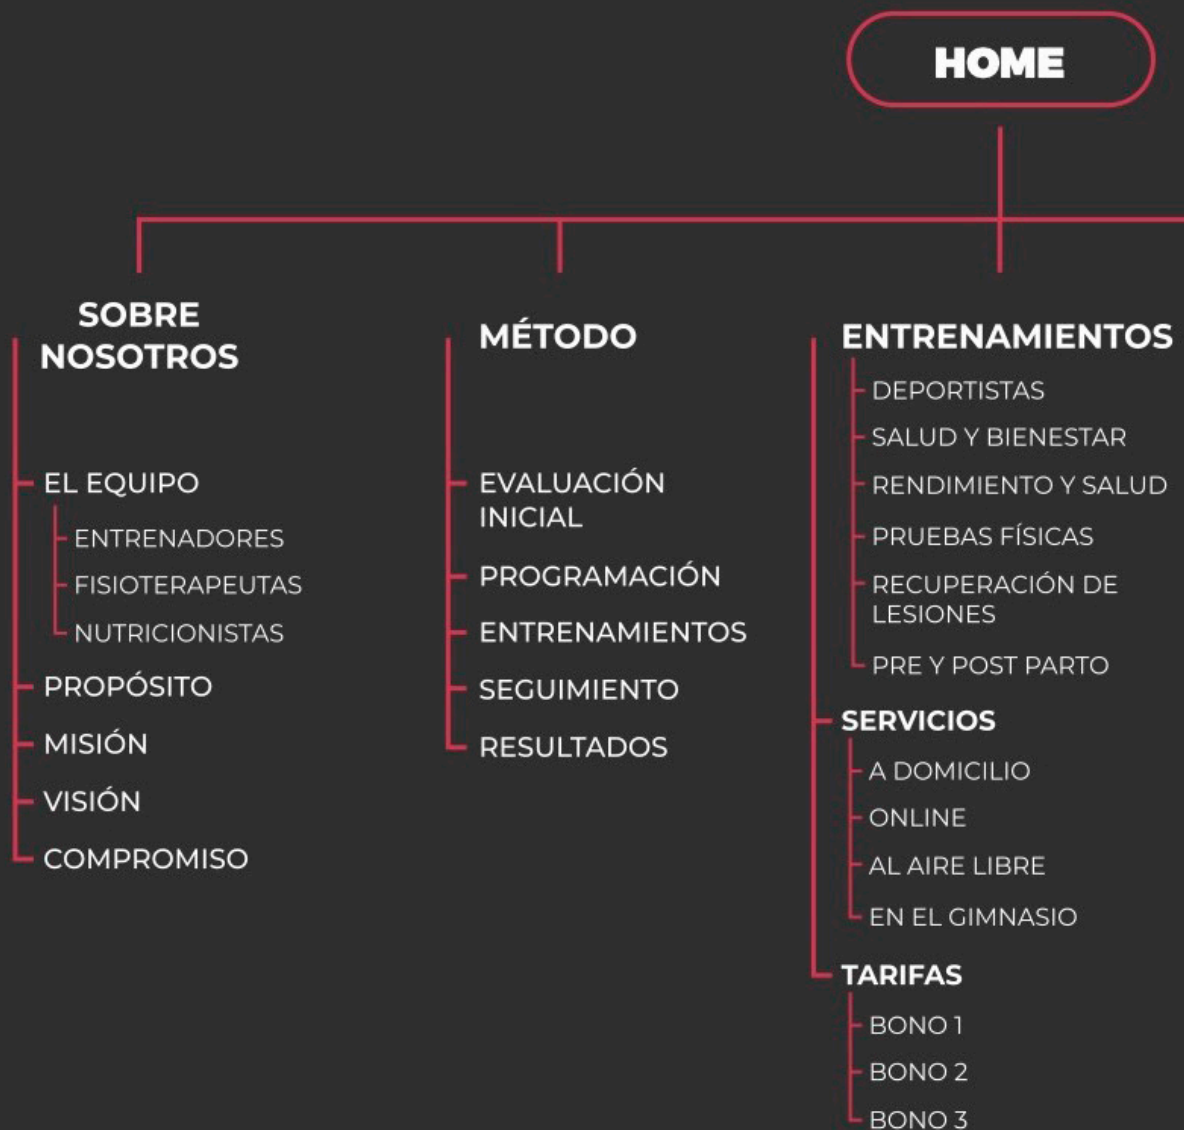 HOME
SOBRE
NOSOTROS
EL EQUIPO
ENTRENADORES
FISIOTERAPEUTAS
NUTRICIONISTAS
PROPÓSITO
MISIÓN
VISIÓN
COMPROMISO
MÉTODO
EVALUACIÓN
INICIAL
PROGRAMACIÓN
ENTRENAMIENTOS
SEGUIMIENTO
RESULTADOS
ENTRENAMIENTOS
DEPORTISTAS
SALUD Y BIENESTAR
RENDIMIENTO Y SALUD
PRUEBAS FÍSICAS
RECUPERACIÓN DE
LESIONES
PRE Y POST PARTO
SERVICIOS
A DOMICILIO
ONLINE
AL AIRE LIBRE
EN EL GIMNASIO
TARIFAS
BONO 1
BONO 2
BONO 3